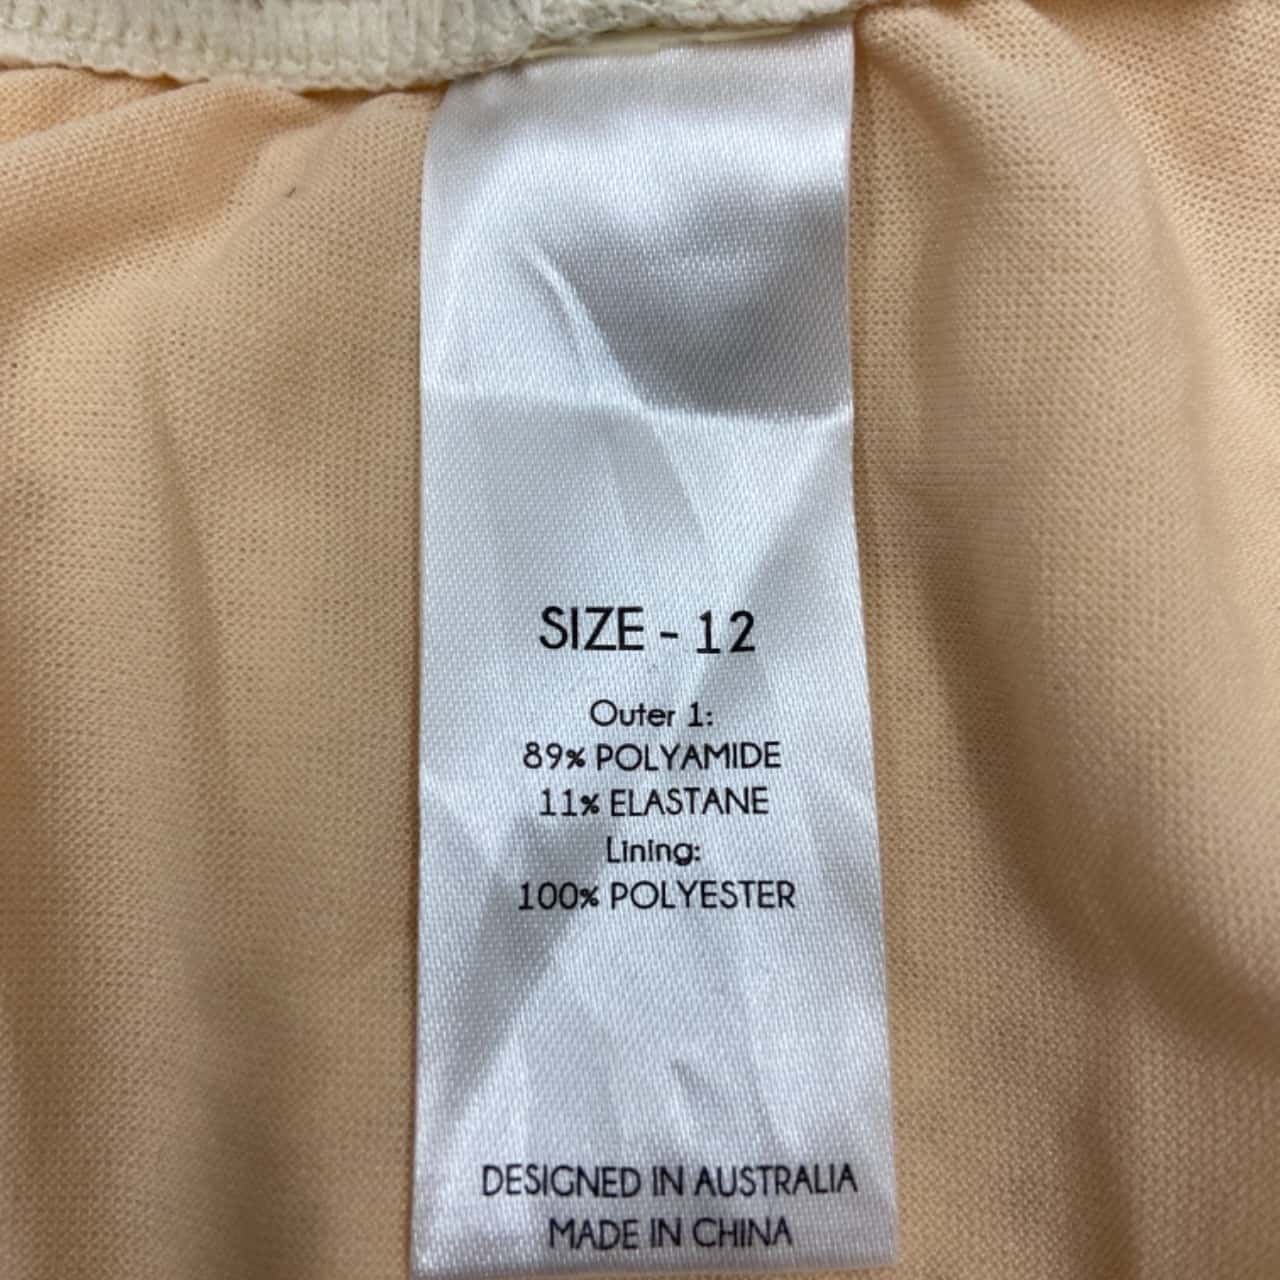 SIZE - 12
Outer 1:
89% POLYAMIDE
11% ELASTANE
Lining:
100% POLYESTER
DESIGNED IN AUSTRALIA
MADE IN CHINA